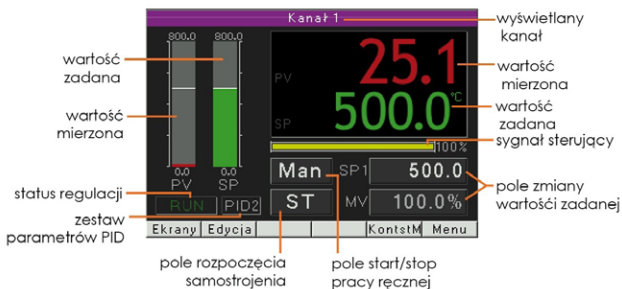 Kanał 1
wyświetlany
kanał
800.0
800.0
wartość
zadana
wartość
mierzona
PV
25.1
wartość
mierzona
SP
500.0
°C
wartość
zadana
sygnał sterujący
100%
0.0
0.0
PV
SP
Man
SP1
500.0
status regulacji
RUN
PID2
ST
MV
100.0%
pole zmiany
wartośći zadanej
zestaw
parametrów PID
Ekrany
Edycja
KontstM
Menu
pole rozpoczęcia
samostrojenia
pole start/stop
pracy ręcznej